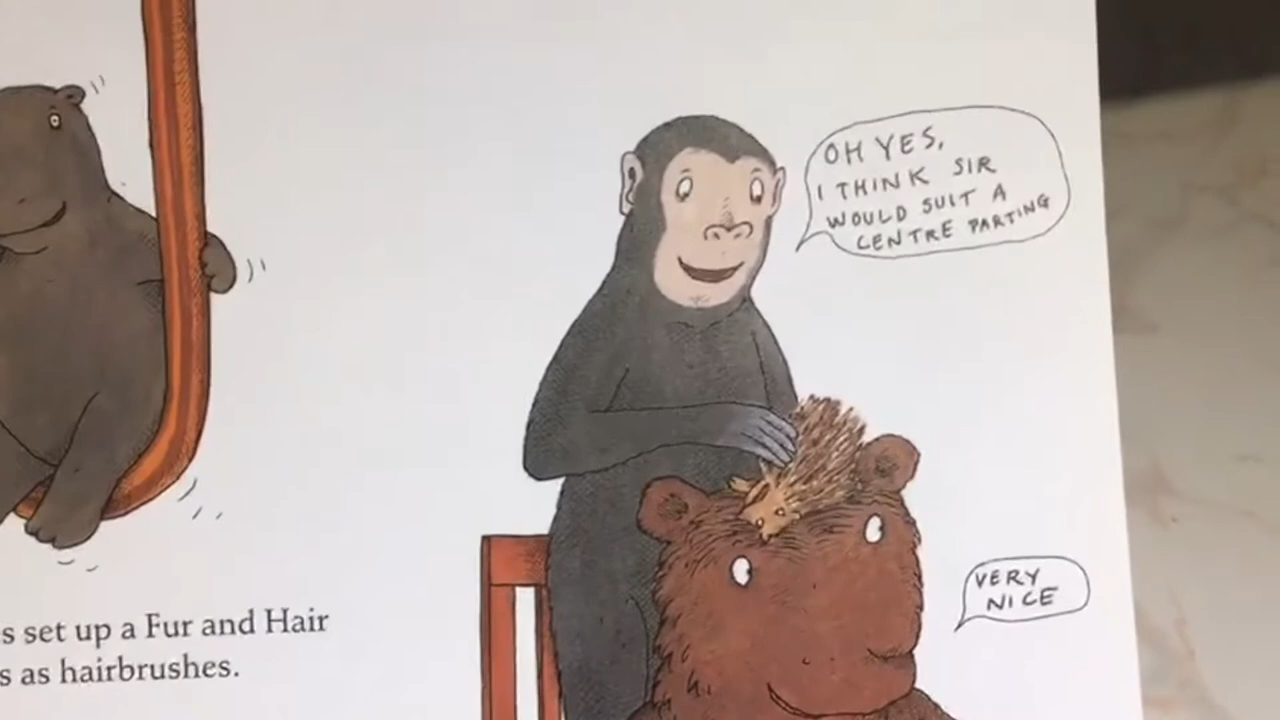 OH YES,
I THINK SIR
WOULD SUIT A
CENTRE PARTING
VERY
NICE
s set up a Fur and Hair
s as hairbrushes.